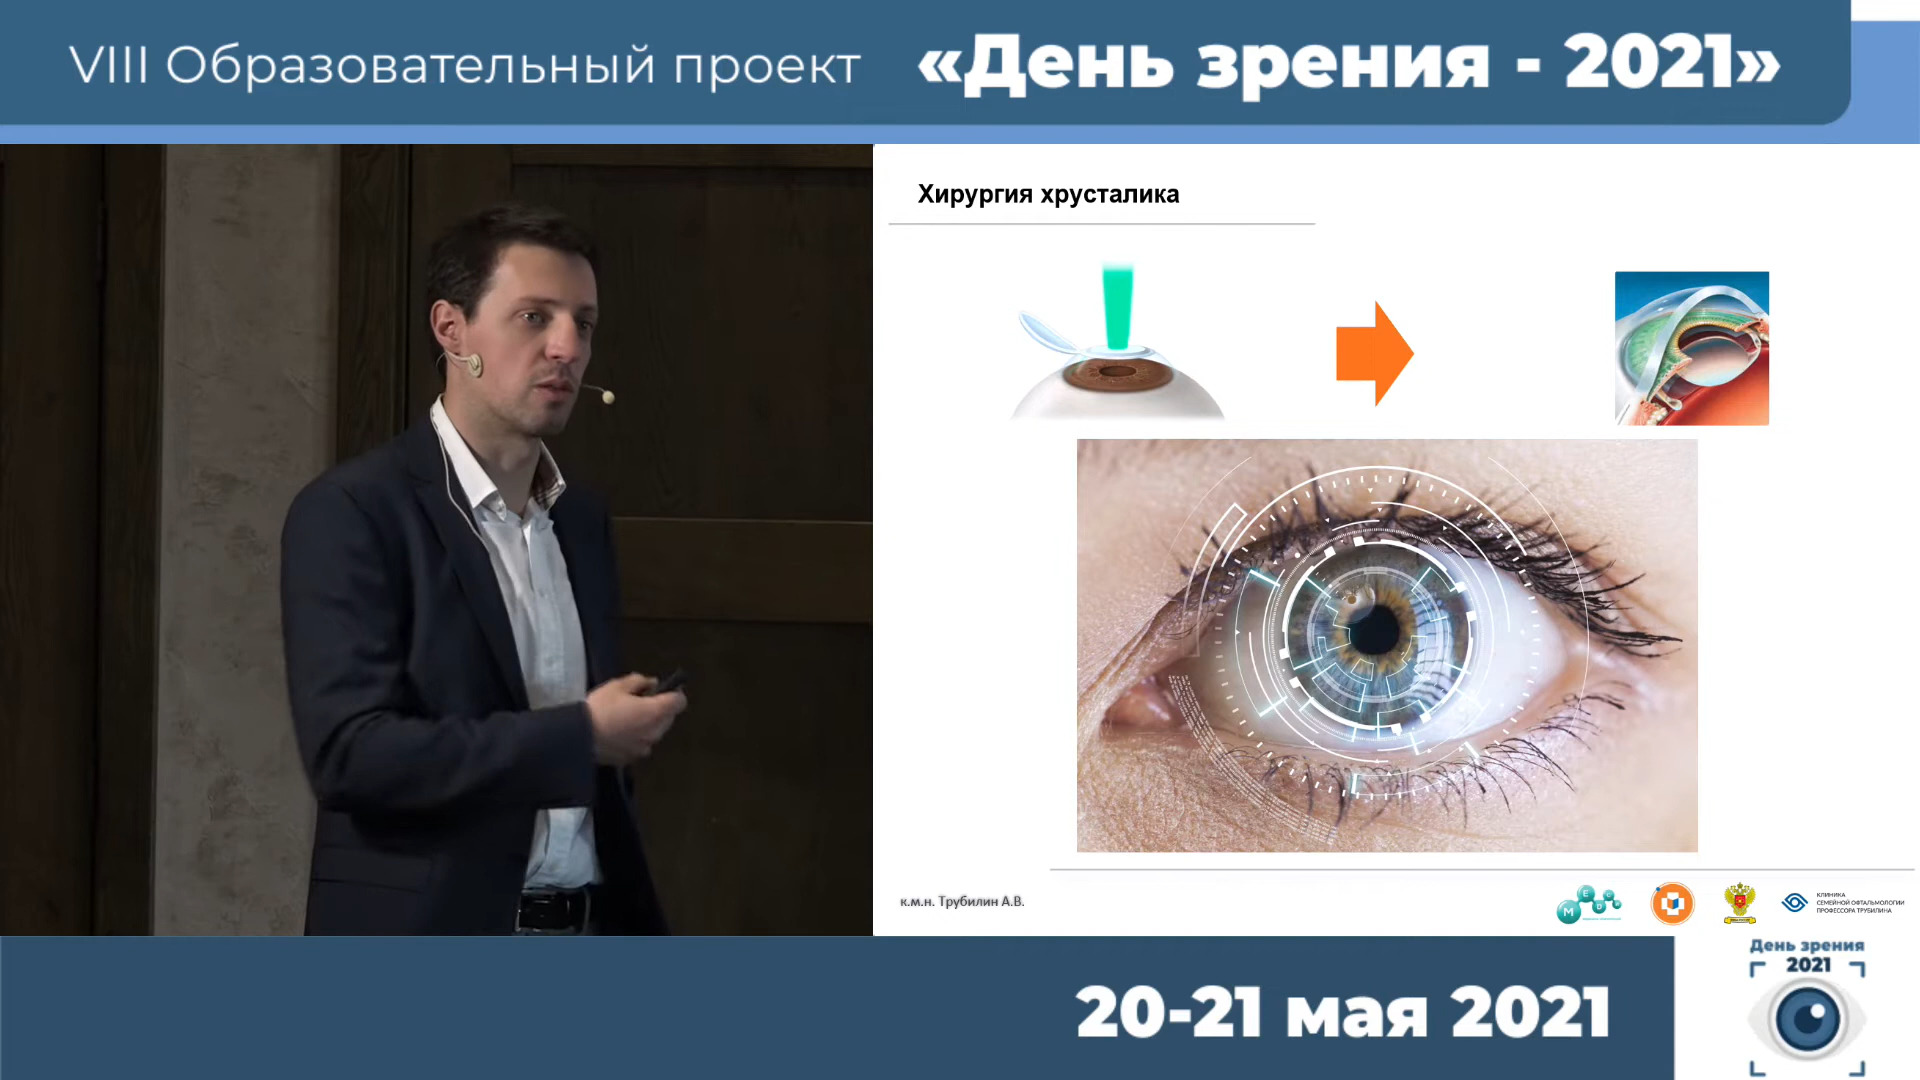 VIII Образовательный проект «День зрения - 2021»
Хирургия хрусталика
к.м.н. Трубилин А.В.
MEDCB
КЛИНИКА
СЕМЕЙНОЙ ОФТАЛЬМОЛОГИИ
ПРОФЕССОРА ТРУБИЛИНА
День зрения
2021
20-21 мая 2021